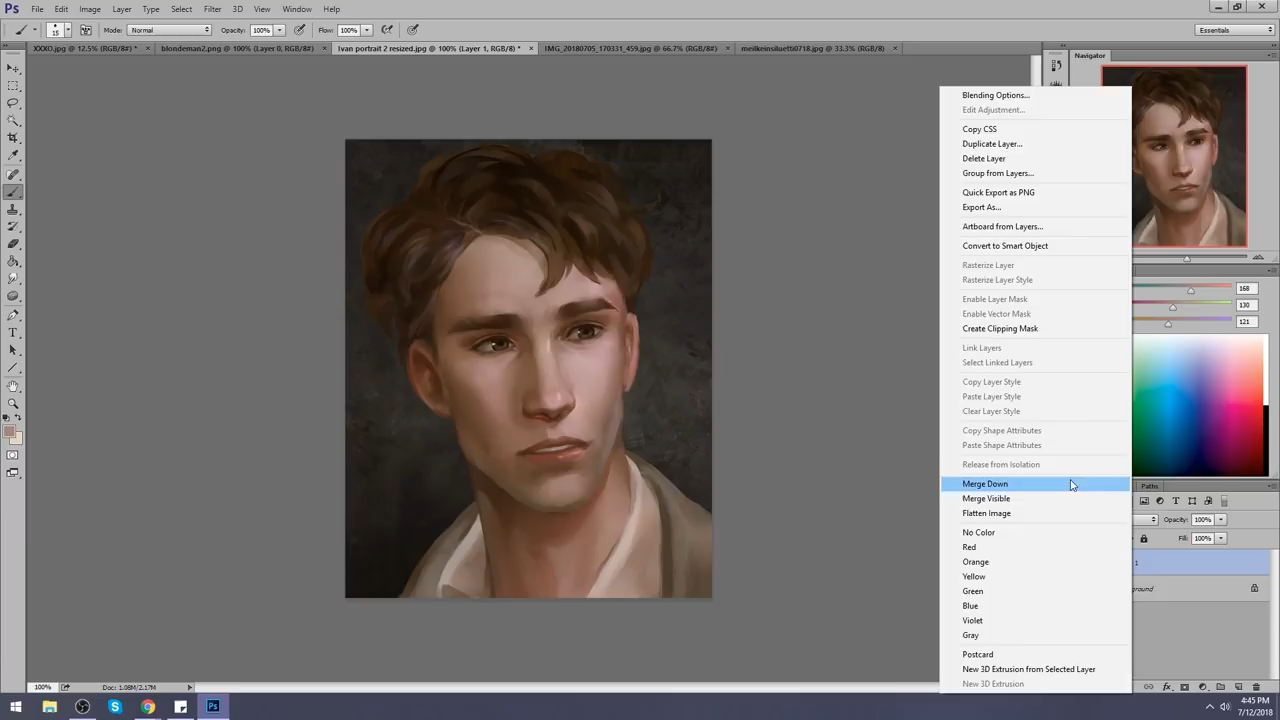 Ps File Edit Image Layer Type Select Filter 3D View Window Help
15 Mode: Normal Opacity: 100% Flow: 100% Essentials
XXXO.jpg @ 12,5% (RGB/8#) * × blondeman2.png @ 100% (Layer 0, RGB/8) × Ivan portrait 2 resized.jpg @ 100% (Layer 1, RGB/8) * × IMG_20180705_170331_459.jpg @ 66.7% (RGB/8#) × meilkeinsiluetti0718.jpg @ 33.3% (RGB/8) ×
Navigator
Blending Options...
Edit Adjustment...
Copy CSS
Duplicate Layer...
Delete Layer
Group from Layers...
Quick Export as PNG
Export As...
Artboard from Layers...
Convert to Smart Object
Rasterize Layer
Rasterize Layer Style
Enable Layer Mask
Enable Vector Mask
Create Clipping Mask
Link Layers
Select Linked Layers
Copy Layer Style
Paste Layer Style
Clear Layer Style
Copy Shape Attributes
Paste Shape Attributes
Release from Isolation
Merge Down
Merge Visible
Flatten Image
No Color
Red
Orange
Yellow
Green
Blue
Violet
Gray
Postcard
New 3D Extrusion from Selected Layer
New 3D Extrusion
168
130
121
Paths
Opacity: 100%
Fill: 100%
1
ground
100% Doc: 1.08M/2.17M
Ps
4:45 PM
7/12/2018